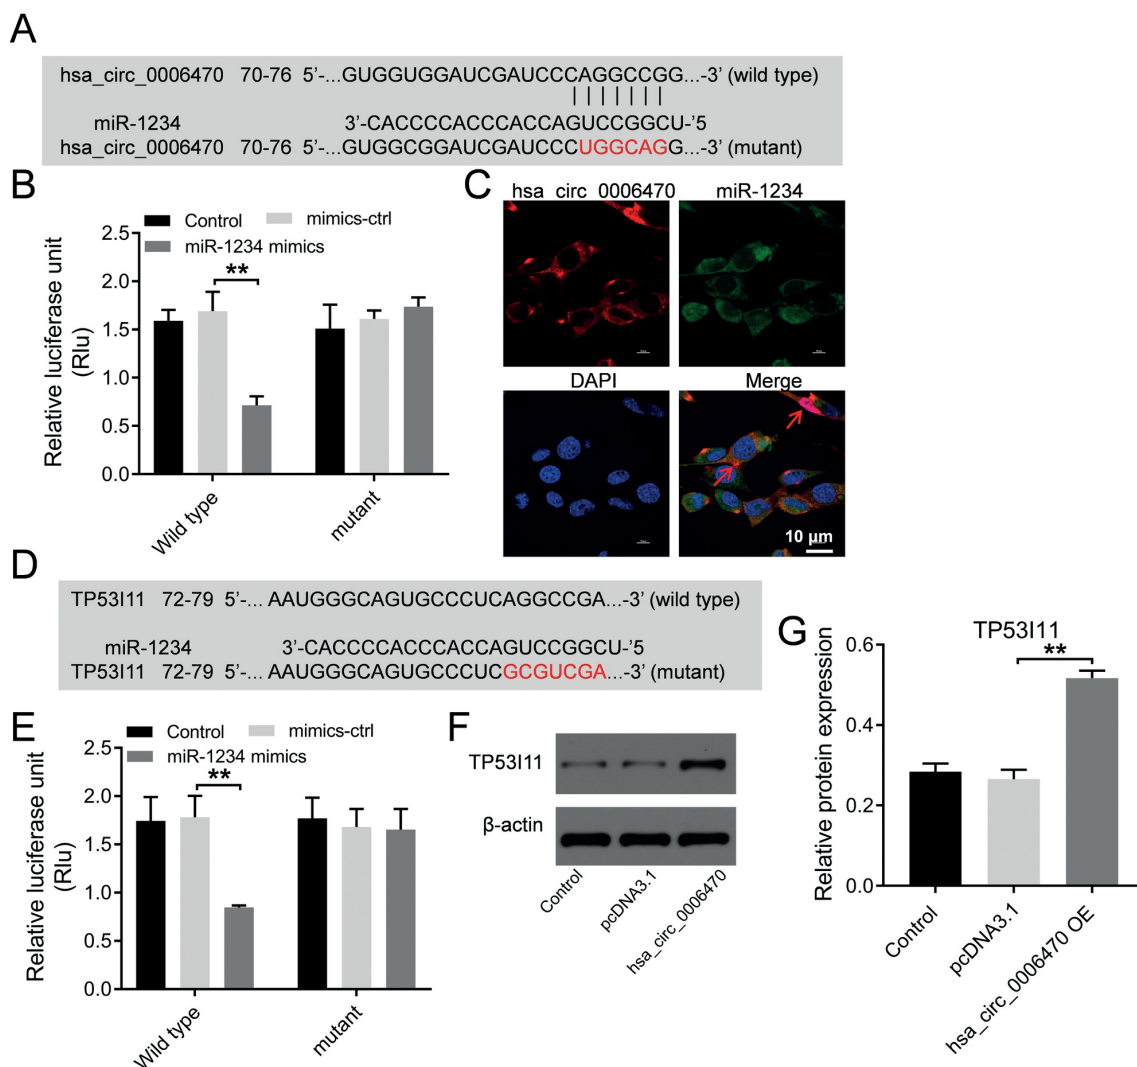 A
hsa_circ_0006470 70-76 5’-...GUGGUGGAUCGAUCCCAGGCCGG...-3’ (wild type)
miR-1234 3’-CACCCCACCCACCAGUCCGGCU-’5
hsa_circ_0006470 70-76 5’-...GUGGCGGAUCGAUCCCUGGCAGG...-3’ (mutant)
B
Control
mimics-ctrl
miR-1234 mimics
Relative luciferase unit
(Rlu)
2.5
2.0
1.5
1.0
0.5
0.0
**
Wild type
mutant
C
hsa circ 0006470
miR-1234
DAPI
Merge
10 μm
D
TP53I11 72-79 5’-... AAUGGGCAGUGCCCUCAGGCCGA...-3’ (wild type)
miR-1234 3’-CACCCCACCCACCAGUCCGGCU-’5
TP53I11 72-79 5’-... AAUGGGCAGUGCCCUCGCGUCGA...-3’ (mutant)
E
Control
mimics-ctrl
miR-1234 mimics
Relative luciferase unit
(Rlu)
2.5
2.0
1.5
1.0
0.5
0.0
**
Wild type
mutant
F
TP53I11
β-actin
Control
pcDNA3.1
hsa_circ_0006470
G
TP53I11
**
Relative protein expression
0.6
0.4
0.2
0.0
Control
pcDNA3.1
hsa_circ_0006470 OE